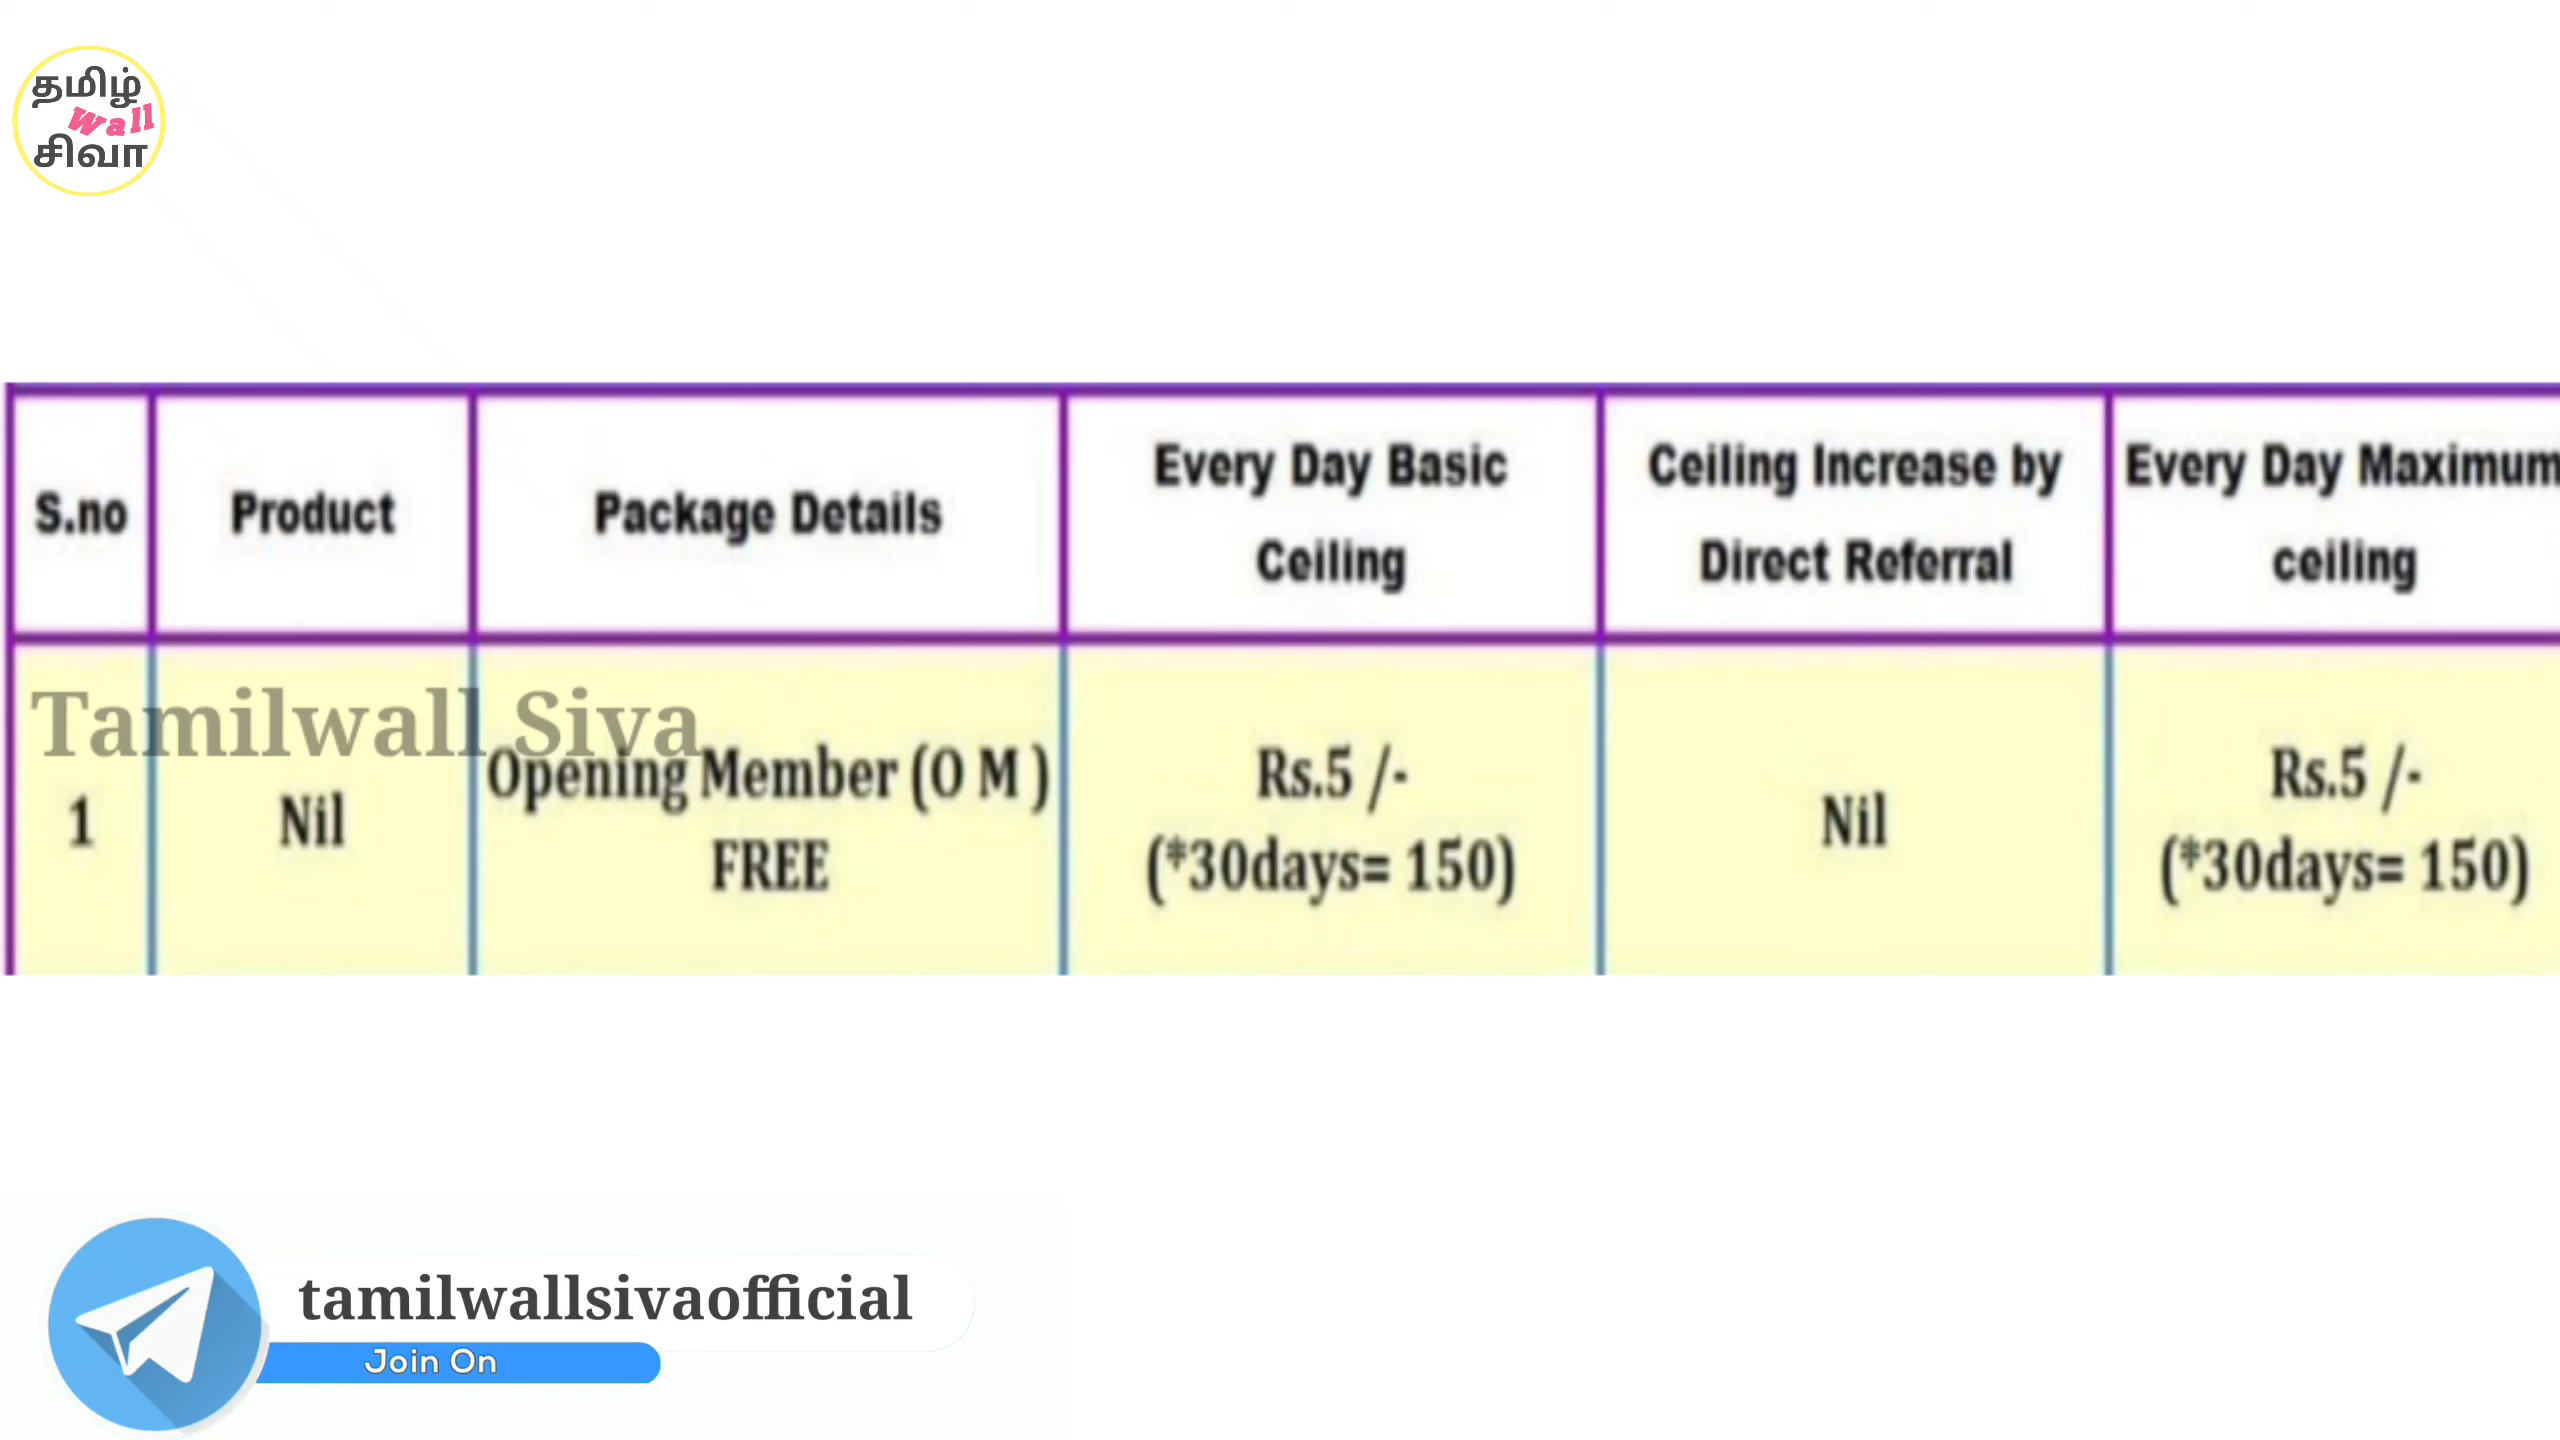 தமிழ்
Wall
சிவா
S.no
Product
Package Details
Every Day Basic
Ceiling
Ceiling Increase by
Direct Referral
Every Day Maximum
ceiling
Tamilwall Siva
1
Nil
Opening Member (O M )
FREE
Rs.5 /-
(*30days= 150)
Nil
Rs.5 /-
(*30days= 150)
tamilwallsivaofficial
Join On